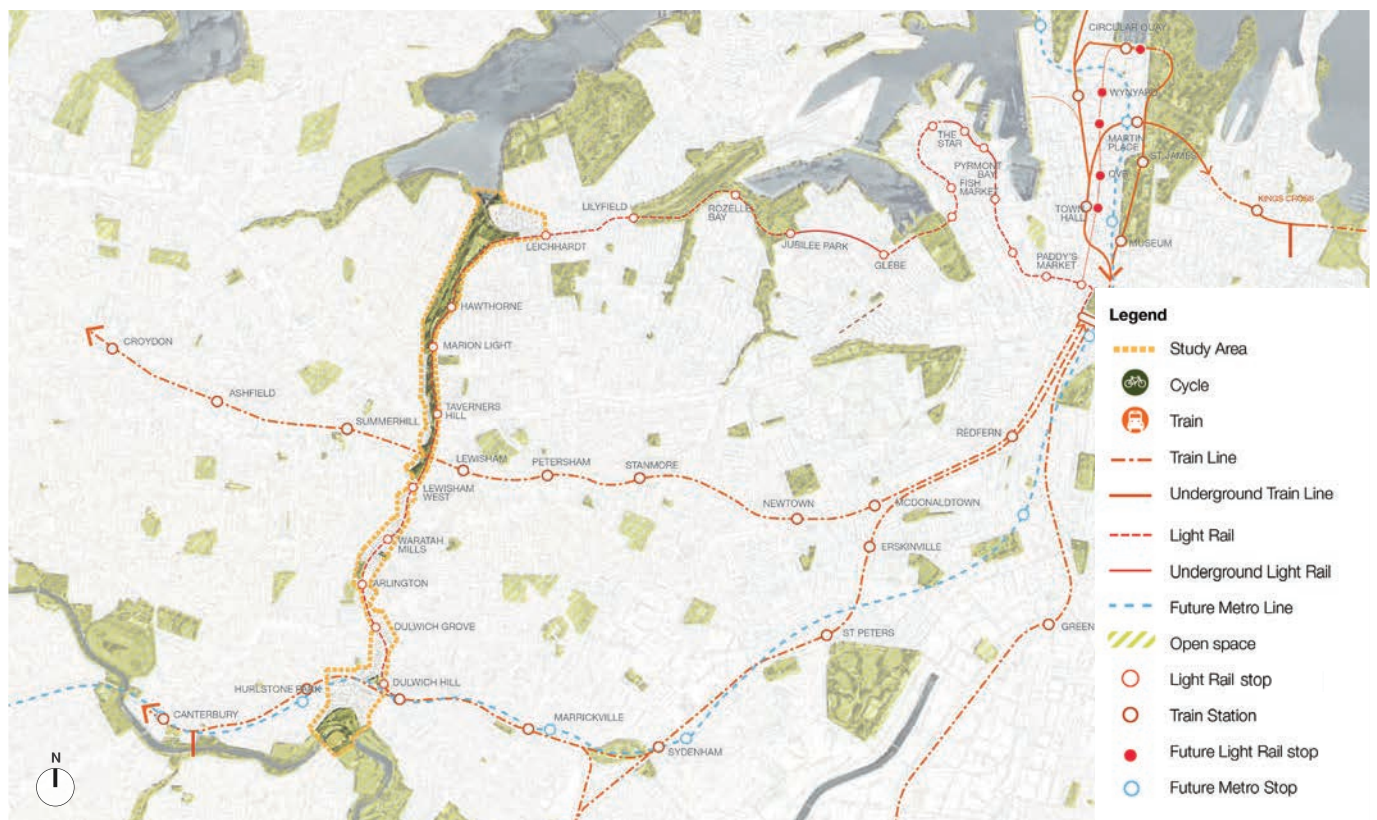 CIRCULAR QUAY
WYNYARD
THE
STAR
MARTIN
PLACE
ST JAMES
PYRMONT
BAY
FISH
MARKET
QVB
KINGS CROSS
LILYFIELD
ROZELLE
BAY
TOWN
HALL
LEICHHARDT
JUBILEE PARK
MUSEUM
GLEBE
PADDY'S
MARKET
HAWTHORNE
CROYDON
MARION LIGHT
ASHFIELD
TAVERNERS
HILL
SUMMERHILL
REDFERN
LEWISHAM
PETERSHAM
STANMORE
LEWISHAM
WEST
NEWTOWN
MCDONALDTOWN
WARATAH
MILLS
ERSKINVILLE
ARLINGTON
DULWICH GROVE
ST PETERS
GREEN
HURLSTONE PARK
DULWICH HILL
CANTERBURY
MARRICKVILLE
SYDENHAM
N
Legend
Study Area
Cycle
Train
Train Line
Underground Train Line
Light Rail
Underground Light Rail
Future Metro Line
Open space
Light Rail stop
Train Station
Future Light Rail stop
Future Metro Stop